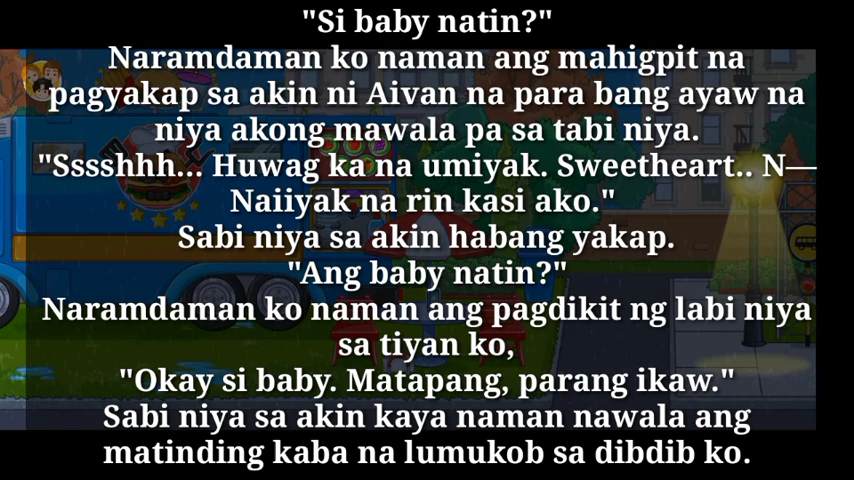 "Si baby natin?"
Naramdaman ko naman ang mahigpit na
pagyakap sa akin ni Aivan na para bang ayaw na
niya akong mawala pa sa tabi niya.
"Sssshhh... Huwag ka na umiyak. Sweetheart.. N—
Naiiyak na rin kasi ako."
Sabi niya sa akin habang yakap.
"Ang baby natin?"
Naramdaman ko naman ang pagdikit ng labi niya
sa tiyan ko,
"Okay si baby. Matapang, parang ikaw."
Sabi niya sa akin kaya naman nawala ang
matinding kaba na lumukob sa dibdib ko.